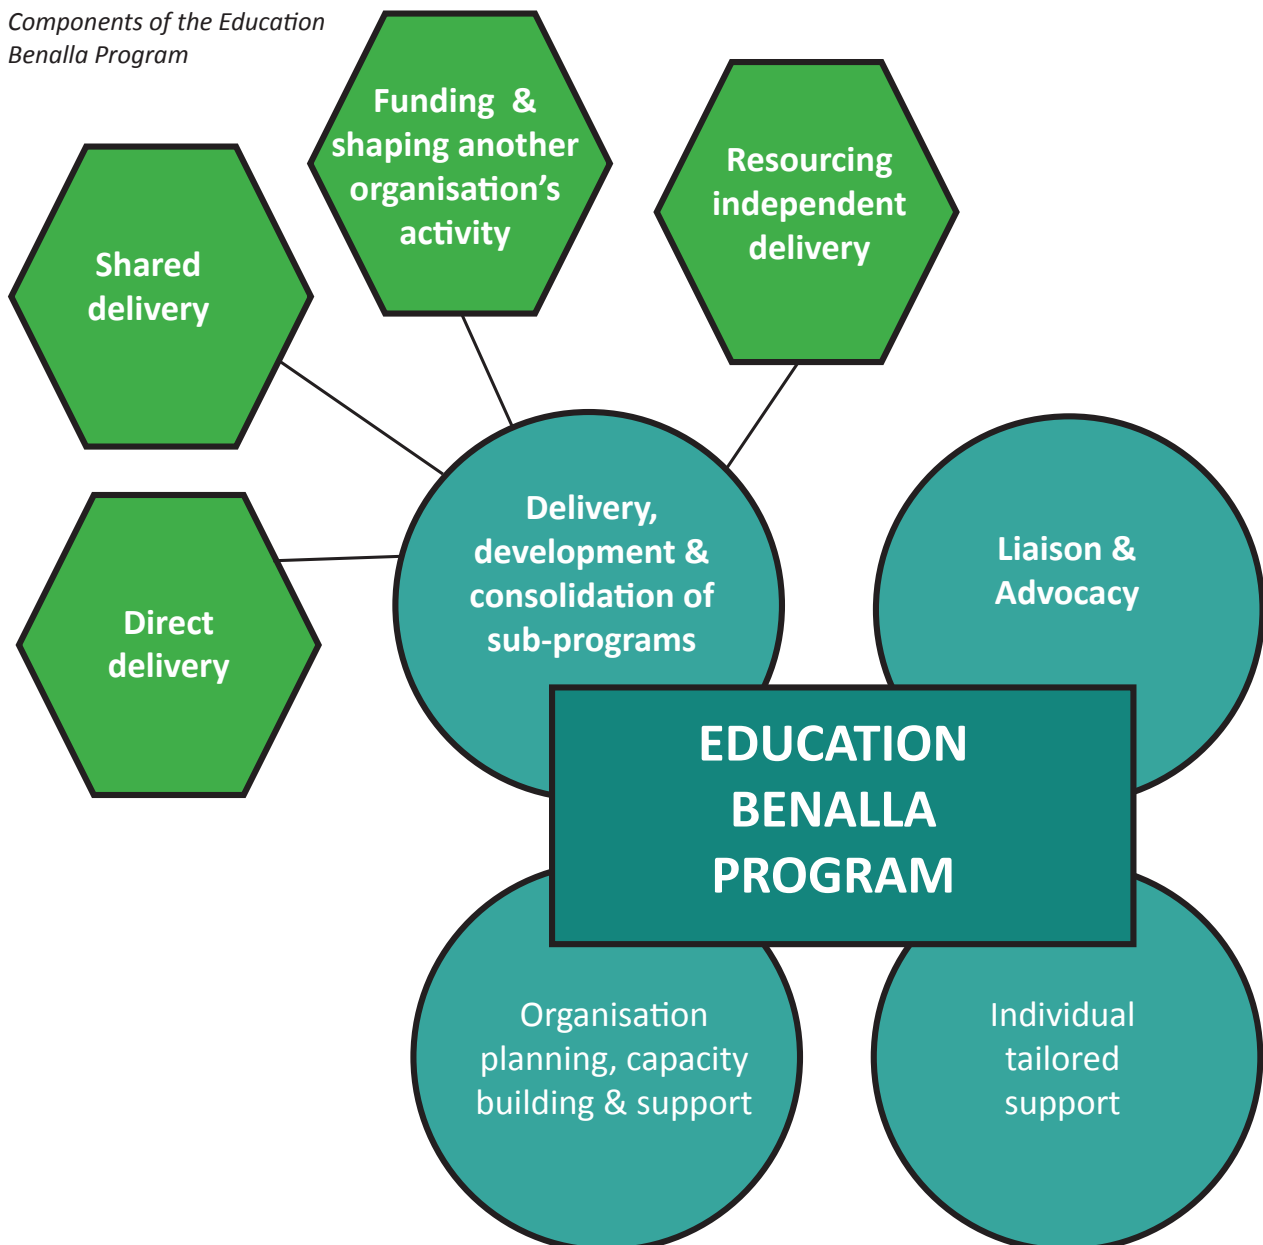 Components of the Education
Benalla Program
Funding &
shaping another
organisation’s
activity
Resourcing
independent
delivery
Shared
delivery
Direct
delivery
Delivery,
development &
consolidation of
sub-programs
Liaison &
Advocacy
EDUCATION
BENALLA
PROGRAM
Organisation
planning, capacity
building & support
Individual
tailored
support